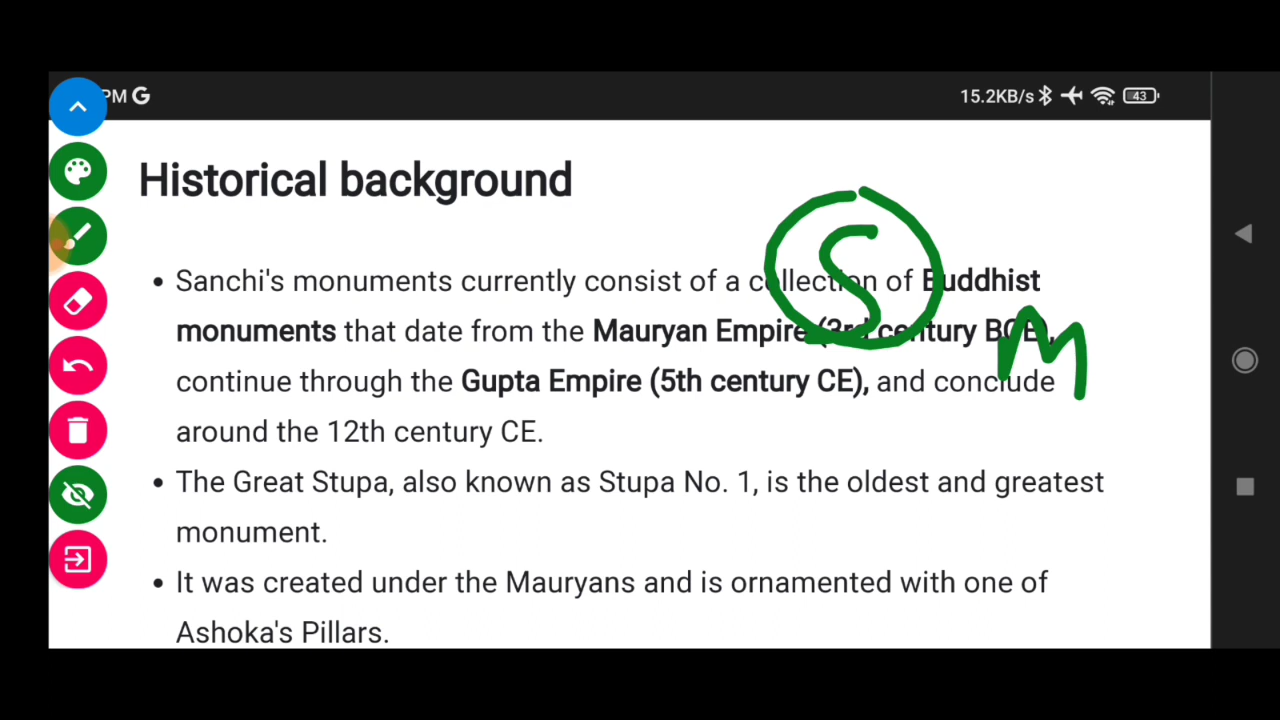 PM G
15.2KB/s 43
Historical background
S
• Sanchi's monuments currently consist of a collection of Buddhist
monuments that date from the Mauryan Empire (3rd century BCE),
M
continue through the Gupta Empire (5th century CE), and conclude
around the 12th century CE.
• The Great Stupa, also known as Stupa No. 1, is the oldest and greatest
monument.
• It was created under the Mauryans and is ornamented with one of
Ashoka's Pillars.